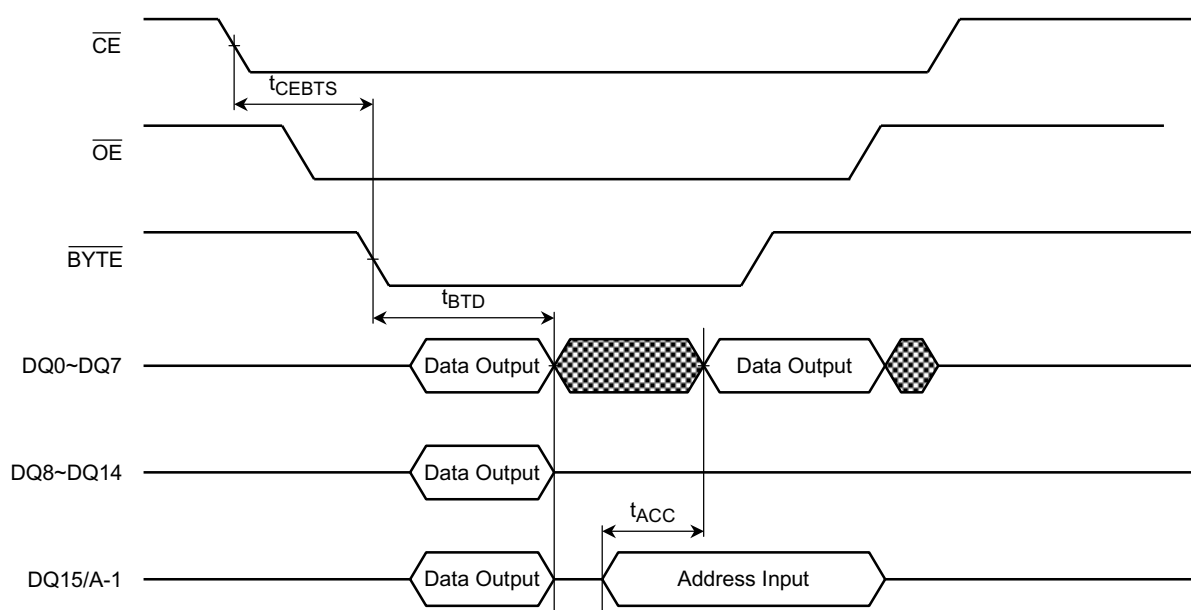 CE
tCEBTS
OE
BYTE
tBTD
DQ0~DQ7 Data Output Data Output
DQ8~DQ14 Data Output
tACC
DQ15/A-1 Data Output Address Input